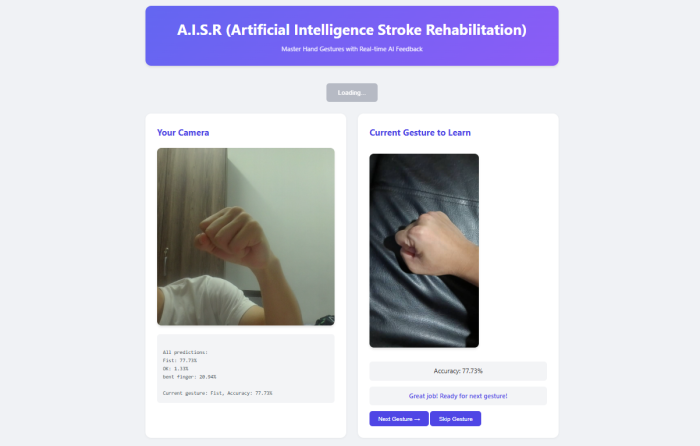 A.I.S.R (Artificial Intelligence Stroke Rehabilitation)
Master Hand Gestures with Real-time AI Feedback
Loading...
Your Camera
All predictions:
Fist: 77.73%
OK: 1.33%
bent finger: 20.94%
Current gesture: Fist, Accuracy: 77.73%
Current Gesture to Learn
Accuracy: 77.73%
Great job! Ready for next gesture!
Next Gesture → Skip Gesture